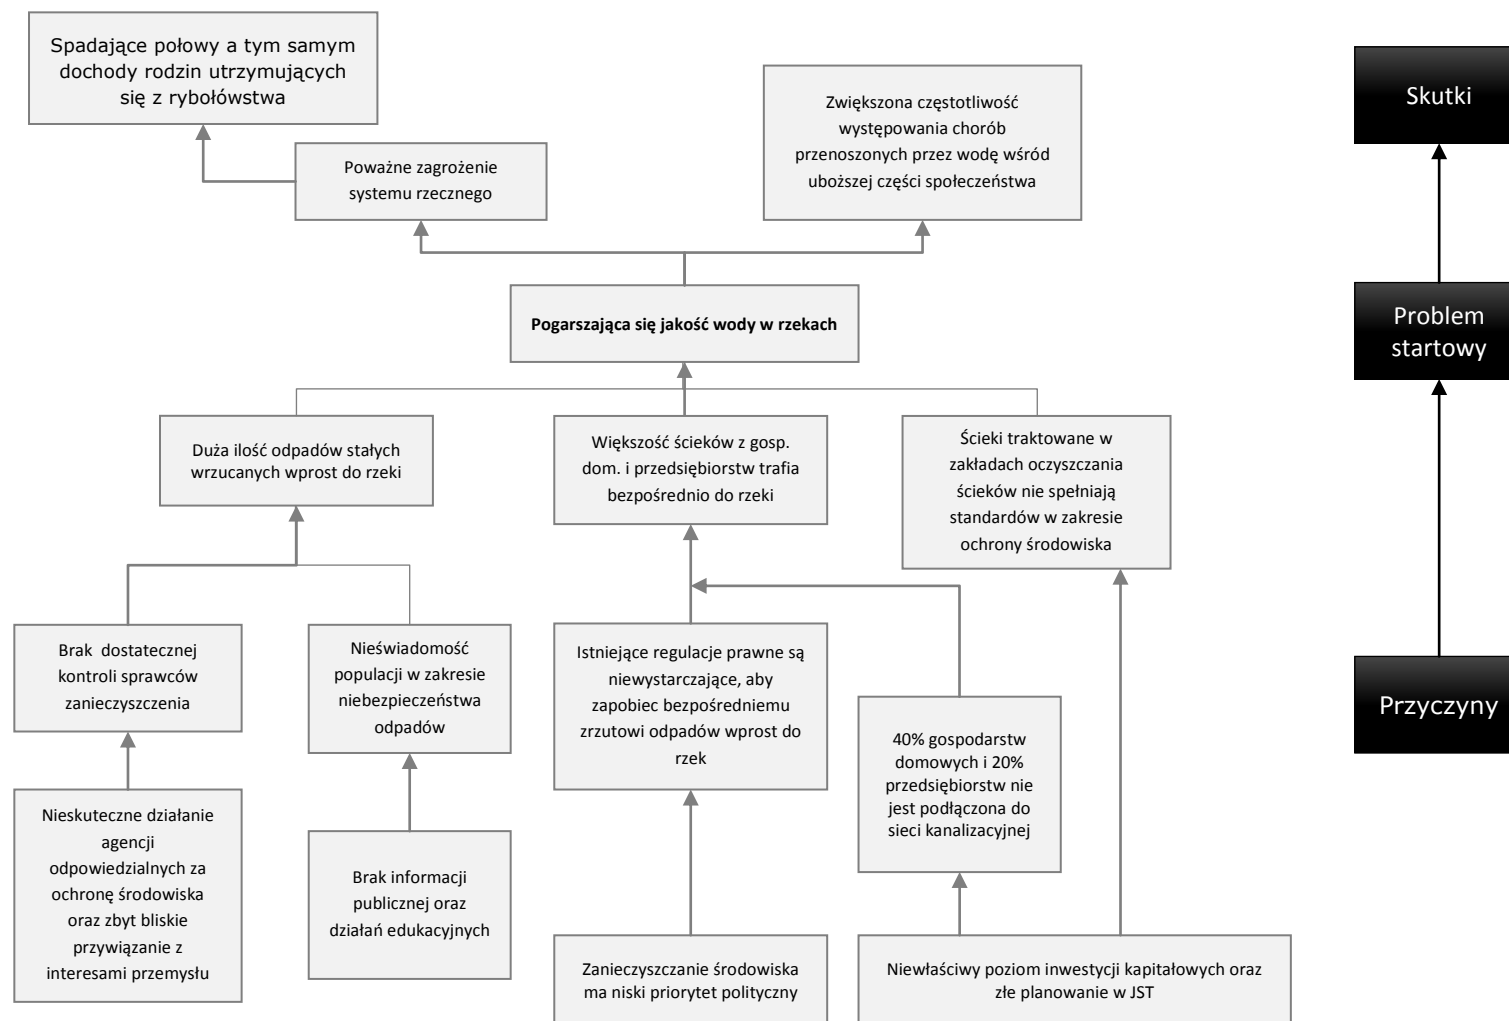 Spadające połowy a tym samym
dochody rodzin utrzymujących
się z rybołówstwa
Zwiększona częstotliwość
występowania chorób
przenoszonych przez wodę wśród
uboższej części społeczeństwa
Skutki
Poważne zagrożenie
systemu rzecznego
Pogarszająca się jakość wody w rzekach
Problem
startowy
Duża ilość odpadów stałych
wrzucanych wprost do rzeki
Większość ścieków z gosp.
dom. i przedsiębiorstw trafia
bezpośrednio do rzeki
Ścieki traktowane w
zakładach oczyszczania
ścieków nie spełniają
standardów w zakresie
ochrony środowiska
Brak dostatecznej
kontroli sprawców
zanieczyszczenia
Nieświadomość
populacji w zakresie
niebezpieczeństwa
odpadów
Istniejące regulacje prawne są
niewystarczające, aby
zapobiec bezpośredniemu
zrzutowi odpadów wprost do
rzek
40% gospodarstw
domowych i 20%
przedsiębiorstw nie
jest podłączona do
sieci kanalizacyjnej
Przyczyny
Nieskuteczne działanie
agencji
odpowiedzialnych za
ochronę środowiska
oraz zbyt bliskie
przywiązanie z
interesami przemysłu
Brak informacji
publicznej oraz
działań edukacyjnych
Zanieczyszczanie środowiska
ma niski priorytet polityczny
Niewłaściwy poziom inwestycji kapitałowych oraz
złe planowanie w JST